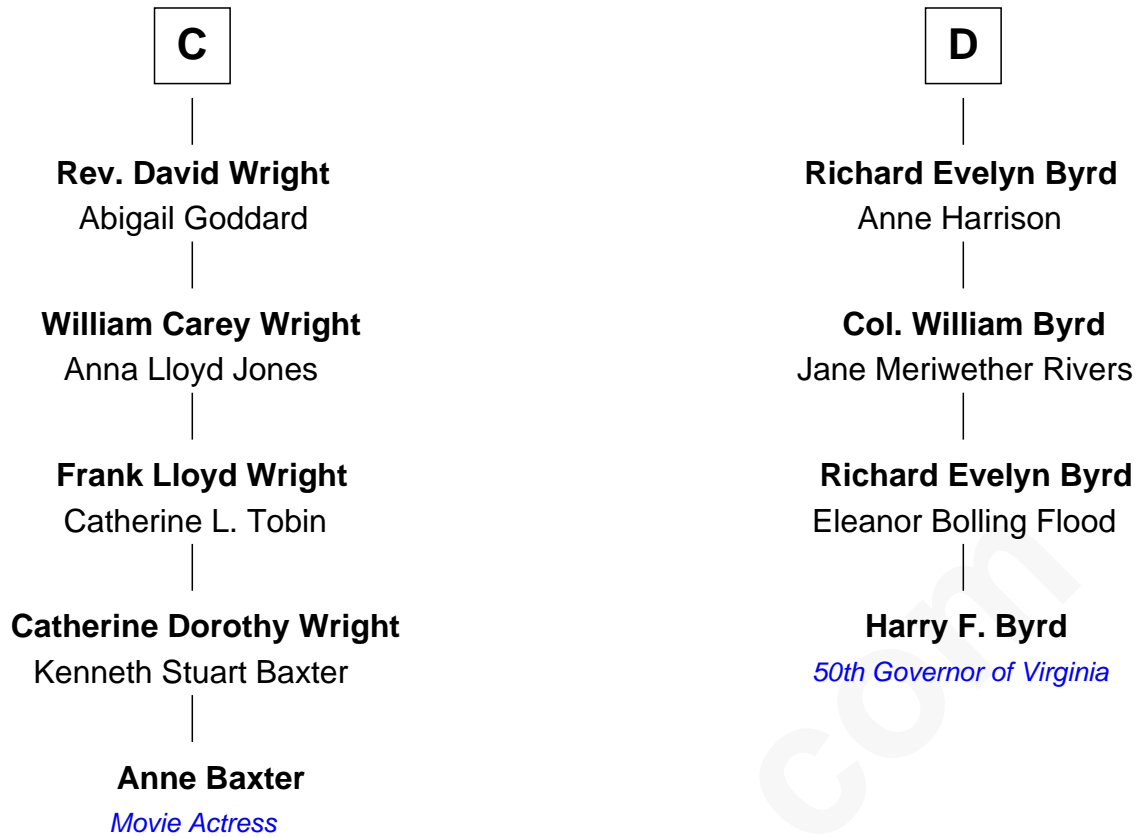 C
Rev. David Wright
Abigail Goddard
William Carey Wright
Anna Lloyd Jones
Frank Lloyd Wright
Catherine L. Tobin
Catherine Dorothy Wright
Kenneth Stuart Baxter
Anne Baxter
Movie Actress
D
Richard Evelyn Byrd
Anne Harrison
Col. William Byrd
Jane Meriwether Rivers
Richard Evelyn Byrd
Eleanor Bolling Flood
Harry F. Byrd
50th Governor of Virginia
com